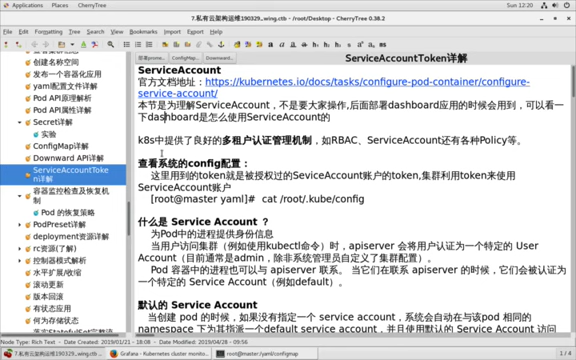 Applications Places CherryTree Sun 12:20
7.私有云架构运维190329..wing.ctb - /root/Desktop - CherryTree 0.38.2
File Edit Formatting Tree Search View Bookmarks Import Export Help
创建名称空间
发布一个容器化应用
yaml配置文件详解
Pod API原理解析
Pod API属性详解
Secret详解
实验
ConfigMap详解
Downward API详解
ServiceAccountToke
n详解
容器监控检查及恢复机
制
Pod 的恢复策略
PodPreset详解
deployment资源详解
rc资源(了解)
控制器模式解析
水平扩展/收缩
滚动更新
版本回滚
有状态应用
何为存储状态
ConfigMap...
Downward...
ServiceAccountToken详解
ServiceAccount
官方文档地址：https://kubernetes.io/docs/tasks/configure-pod-container/configure-
service-account/
本节是为理解ServiceAccount，不是要大家操作,后面部署dashboard应用的时候会用到，可以看一
下dashboard是怎么使用ServiceAccount的
k8s中提供了良好的多租户认证管理机制，如RBAC、ServiceAccount还有各种Policy等。
查看系统的config配置：
这里用到的token就是被授权过的SeviceAccount账户的token,集群利用token来使用
ServiceAccount账户
[root@master yaml]# cat /root/.kube/config
什么是 Service Account ？
为Pod中的进程提供身份信息
当用户访问集群（例如使用kubectl命令）时，apiserver 会将用户认证为一个特定的 User
Account（目前通常是admin，除非系统管理员自定义了集群配置）。
Pod 容器中的进程也可以与 apiserver 联系。 当它们在联系 apiserver 的时候，它们会被认证为
一个特定的 Service Account（例如default）。
默认的 Service Account
当创建 pod 的时候，如果没有指定一个 service account，系统会自动在与该pod 相同的
namespace 下为其指派一个default service account，并且使用默认的 Service Account 访问
Node Type: Rich Text - Date Created: 2019/01/21 - 18:08 - Date Modified: 2019/04/28 - 09:56
7.私有云架构运维190329..wing.ctb
Grafana - Kubernetes cluster monito...
root@master:/yaml/configmap
1 / 4